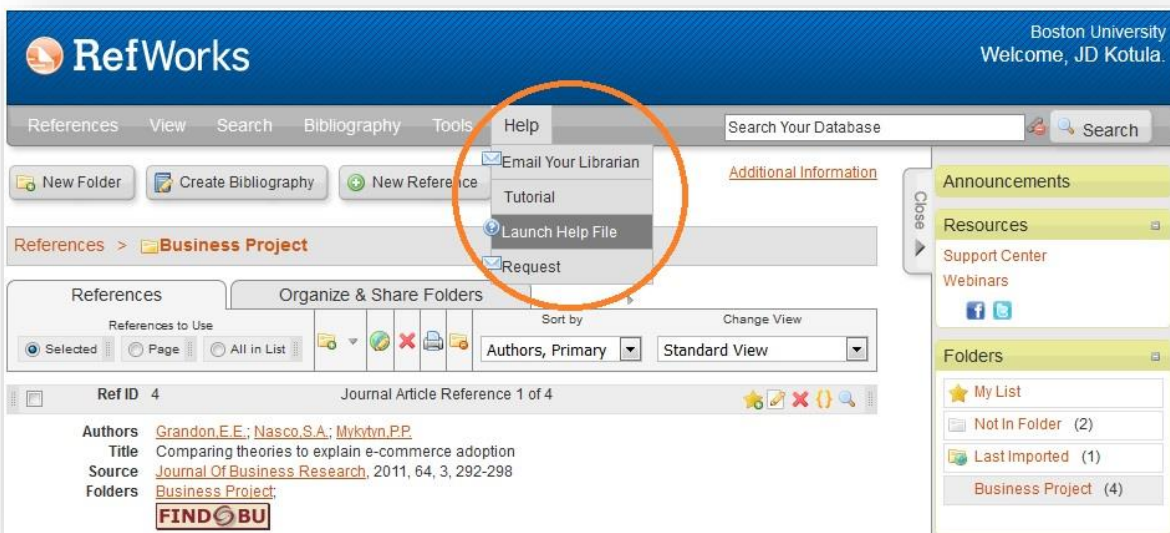 Boston University
RefWorks
Welcome, JD Kotula.
References View Search Bibliography Tools Help
Search Your Database
Search
Email Your Librarian
Tutorial
Launch Help File
Request
New Folder
Create Bibliography
New Reference
Additional Information
References > Business Project
References
Organize & Share Folders
References to Use
Selected
Page
All in List
Sort by
Authors, Primary
Change View
Standard View
Ref ID 4
Journal Article Reference 1 of 4
Authors Grandon,E.E.; Nasco,S.A.; Mykytyn,P.P.
Title Comparing theories to explain e-commerce adoption
Source Journal Of Business Research, 2011, 64, 3, 292-298
Folders Business Project;
FIND@BU
Close
Announcements
Resources
Support Center
Webinars
Folders
My List
Not In Folder (2)
Last Imported (1)
Business Project (4)